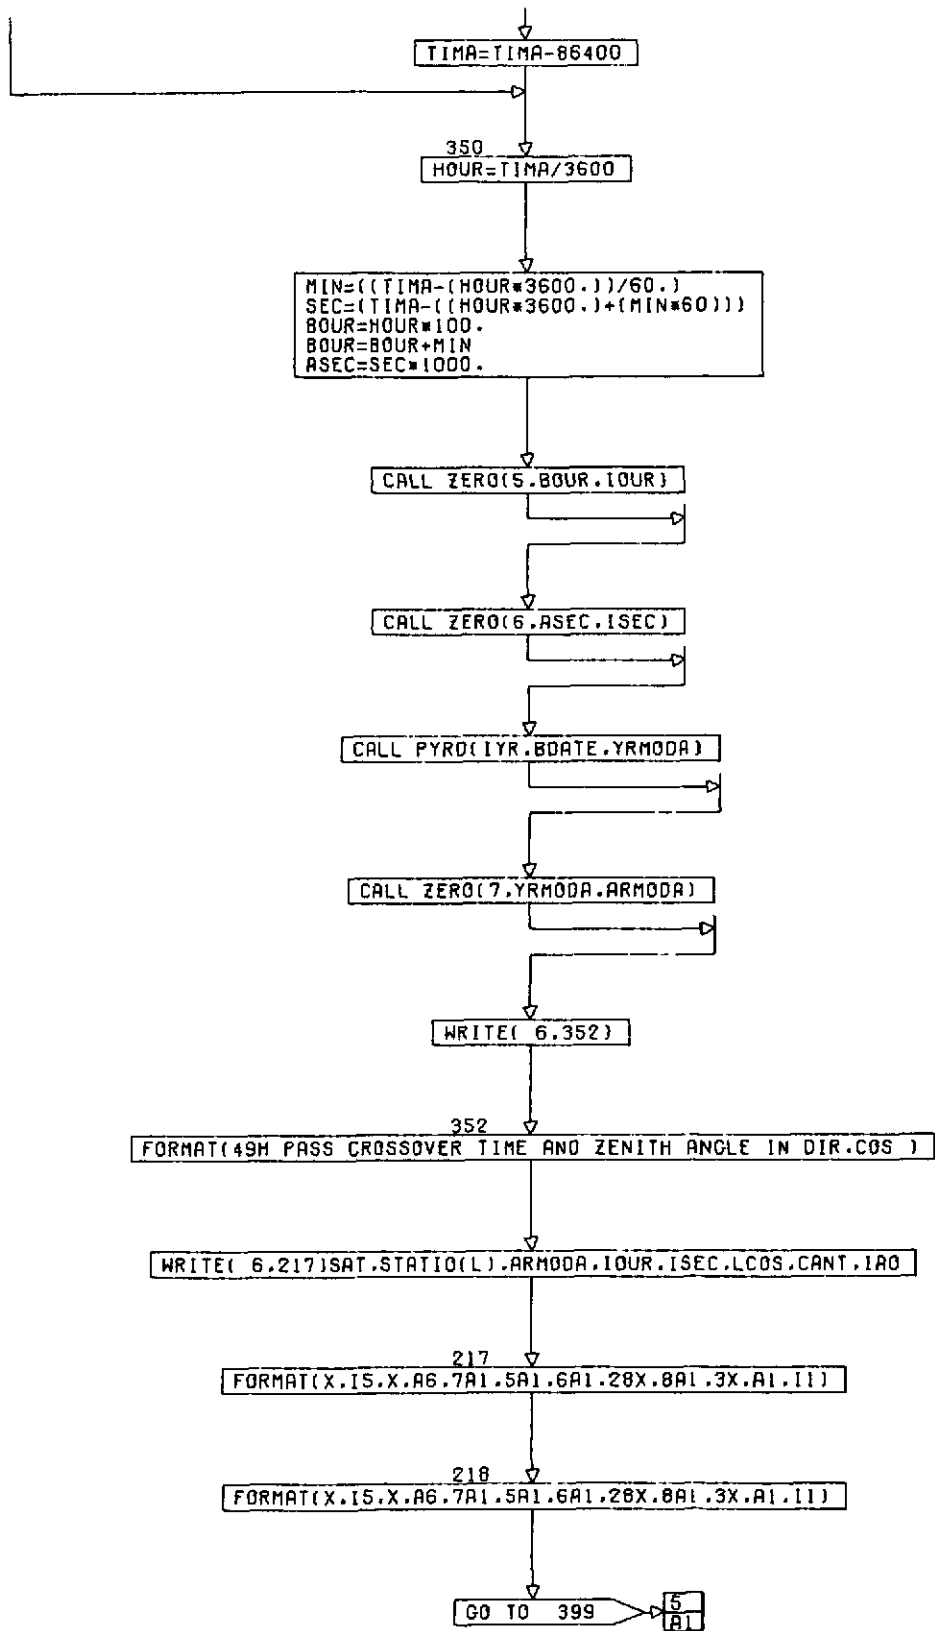 TIMA=TIMA-86400
350
HOUR=TIMA/3600
MIN=((TIMA-(HOUR*3600.))/60.)
SEC=(TIMA-((HOUR*3600.)+(MIN*60)))
BOUR=HOUR*100.
BOUR=BOUR+MIN
ASEC=SEC*1000.
CALL ZERO(5,BOUR,IOUR)
CALL ZERO(6,ASEC,ISEC)
CALL PYRD(IYR,BDATE,YRMODA)
CALL ZERO(7,YRMODA,ARMODA)
WRITE( 6,352)
352
FORMAT(49H PASS CROSSOVER TIME AND ZENITH ANGLE IN DIR.COS )
WRITE( 6,217)SAT,STATIO(L),ARMODA,IOUR,ISEC,LCOS,CANT,IAO
217
FORMAT(X,I5,X,A6,7A1,5A1,6A1,28X,8A1,3X,A1,I1)
218
FORMAT(X,I5,X,A6,7A1,5A1,6A1,28X,8A1,3X,A1,I1)
GO TO 399
5
A1